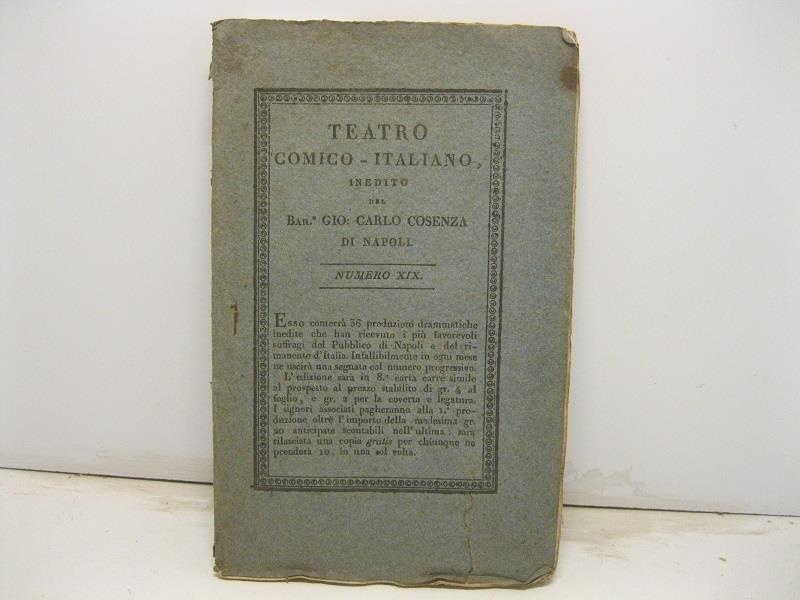 TEATRO
COMICO - ITALIANO,
INEDITO
DEL
BAR.e GIO: CARLO COSENZA
DI NAPOLI.
NUMERO XIX.
Esso conterrà 36 produzioni drammatiche
inedite che han ricevuto i più favorevoli
suffragi del Pubblico di Napoli e del ri-
manente d'Italia. Infallibilmente in ogni mese
ne uscirà una segnata col numero progressivo.
L'edizione sarà in 8.° carta carrè simile
al prospetto al prezzo stabilito di gr. 4 al
foglio, e gr. 2 per la coverta e legatura.
I signori associati pagheranno alla 1.a pro-
duzione oltre l'importo della medesima gr.
20 anticipate scontabili nell'ultima: sarà
rilasciata una copia gratis per chiunque ne
prenderà 10. in una sol volta.